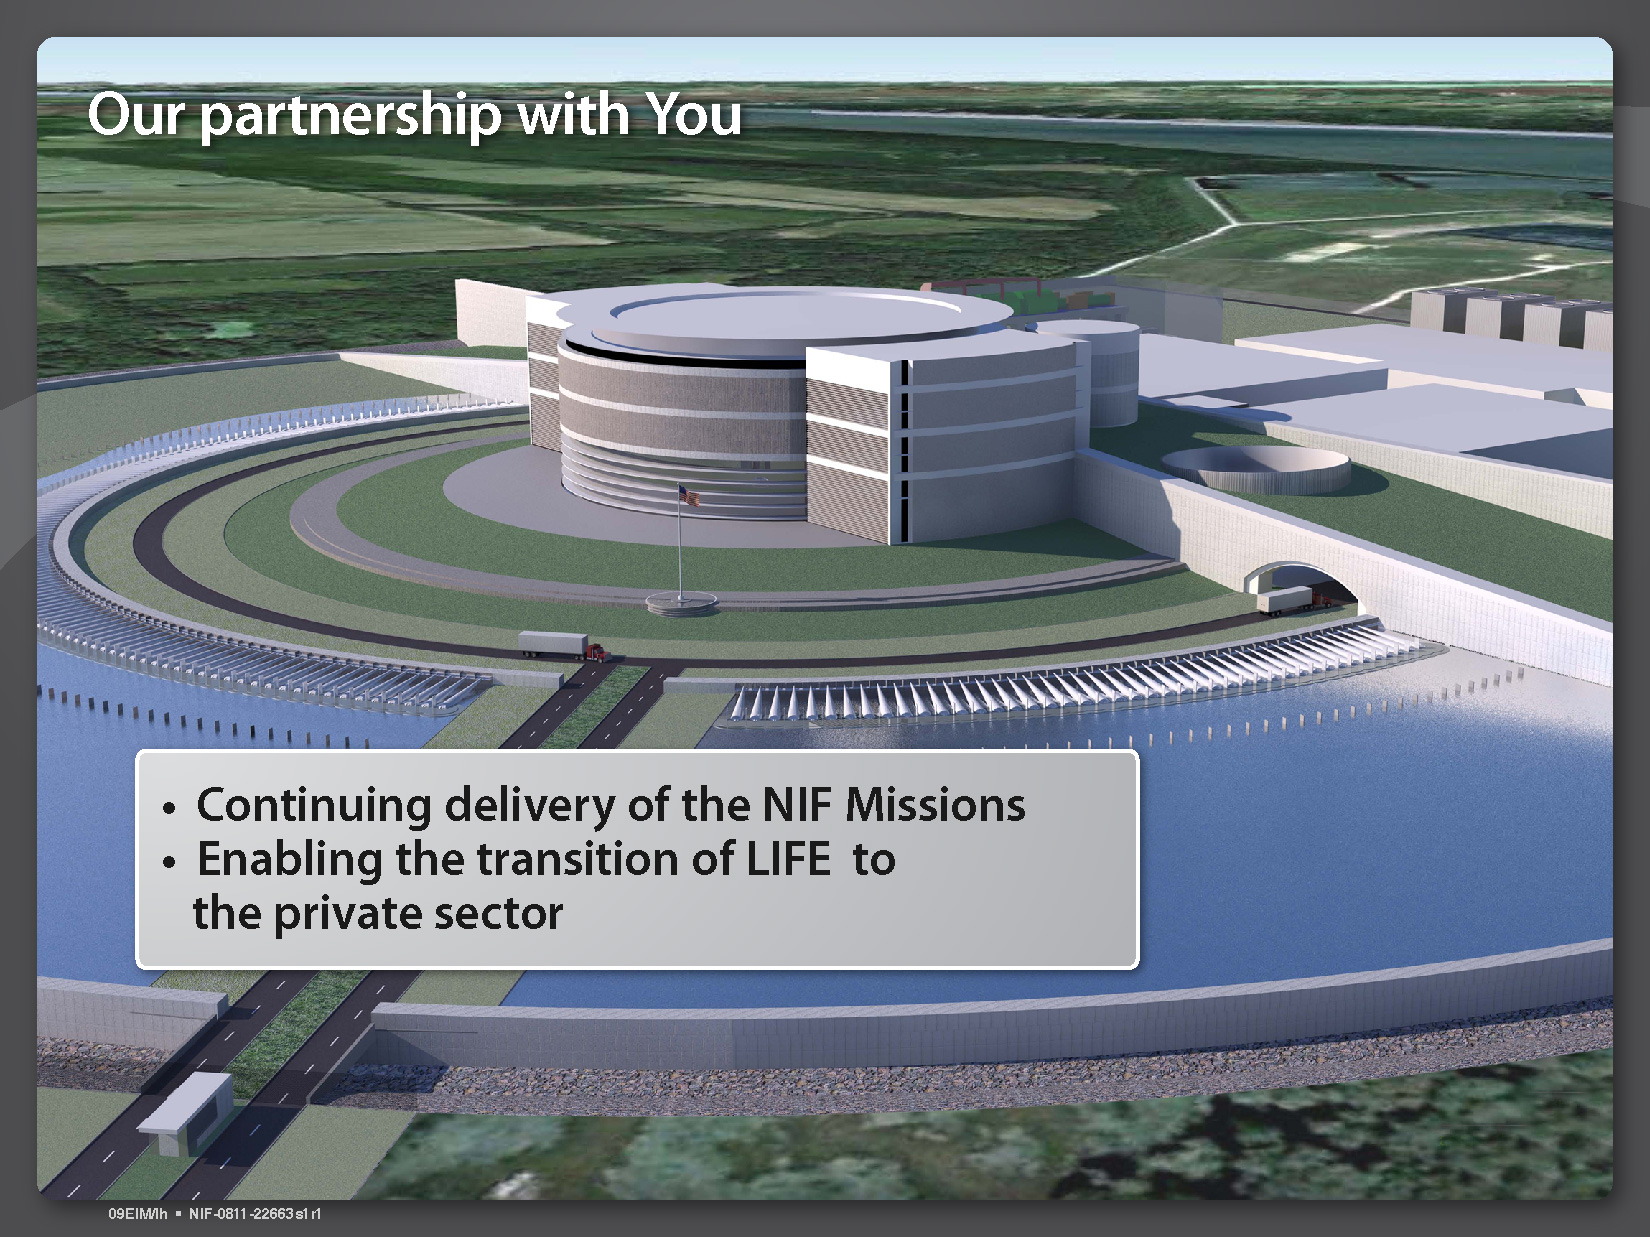 Our partnership with You
• Continuing delivery of the NIF Missions
• Enabling the transition of LIFE to
the private sector
09EIM/lh ▪ NIF-0811-22663s1r1